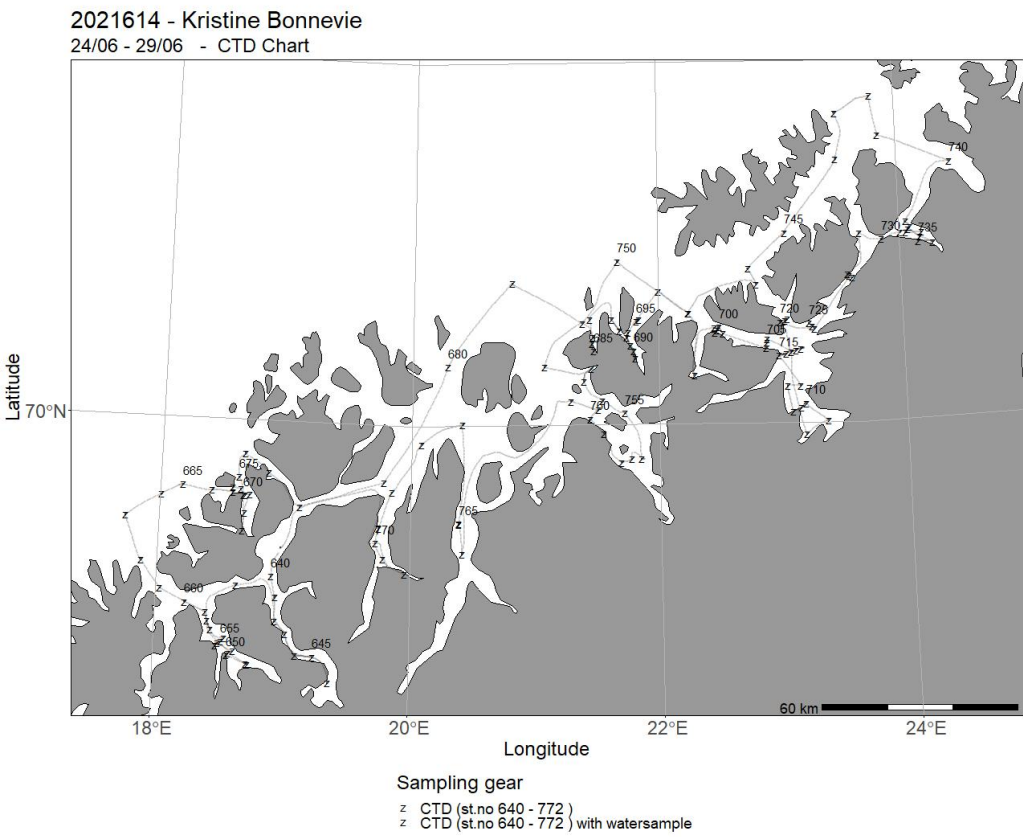 2021614 - Kristine Bonnevie
24/06 - 29/06 - CTD Chart
740
745
730
735
750
695
700
720
725
705
685
690
715
680
710
70°N
755
760
675
665
670
765
770
640
660
655
650
645
60 km
18°E
20°E
22°E
24°E
Latitude
Longitude
Sampling gear
z CTD (st.no 640 - 772 )
z CTD (st.no 640 - 772 ) with watersample